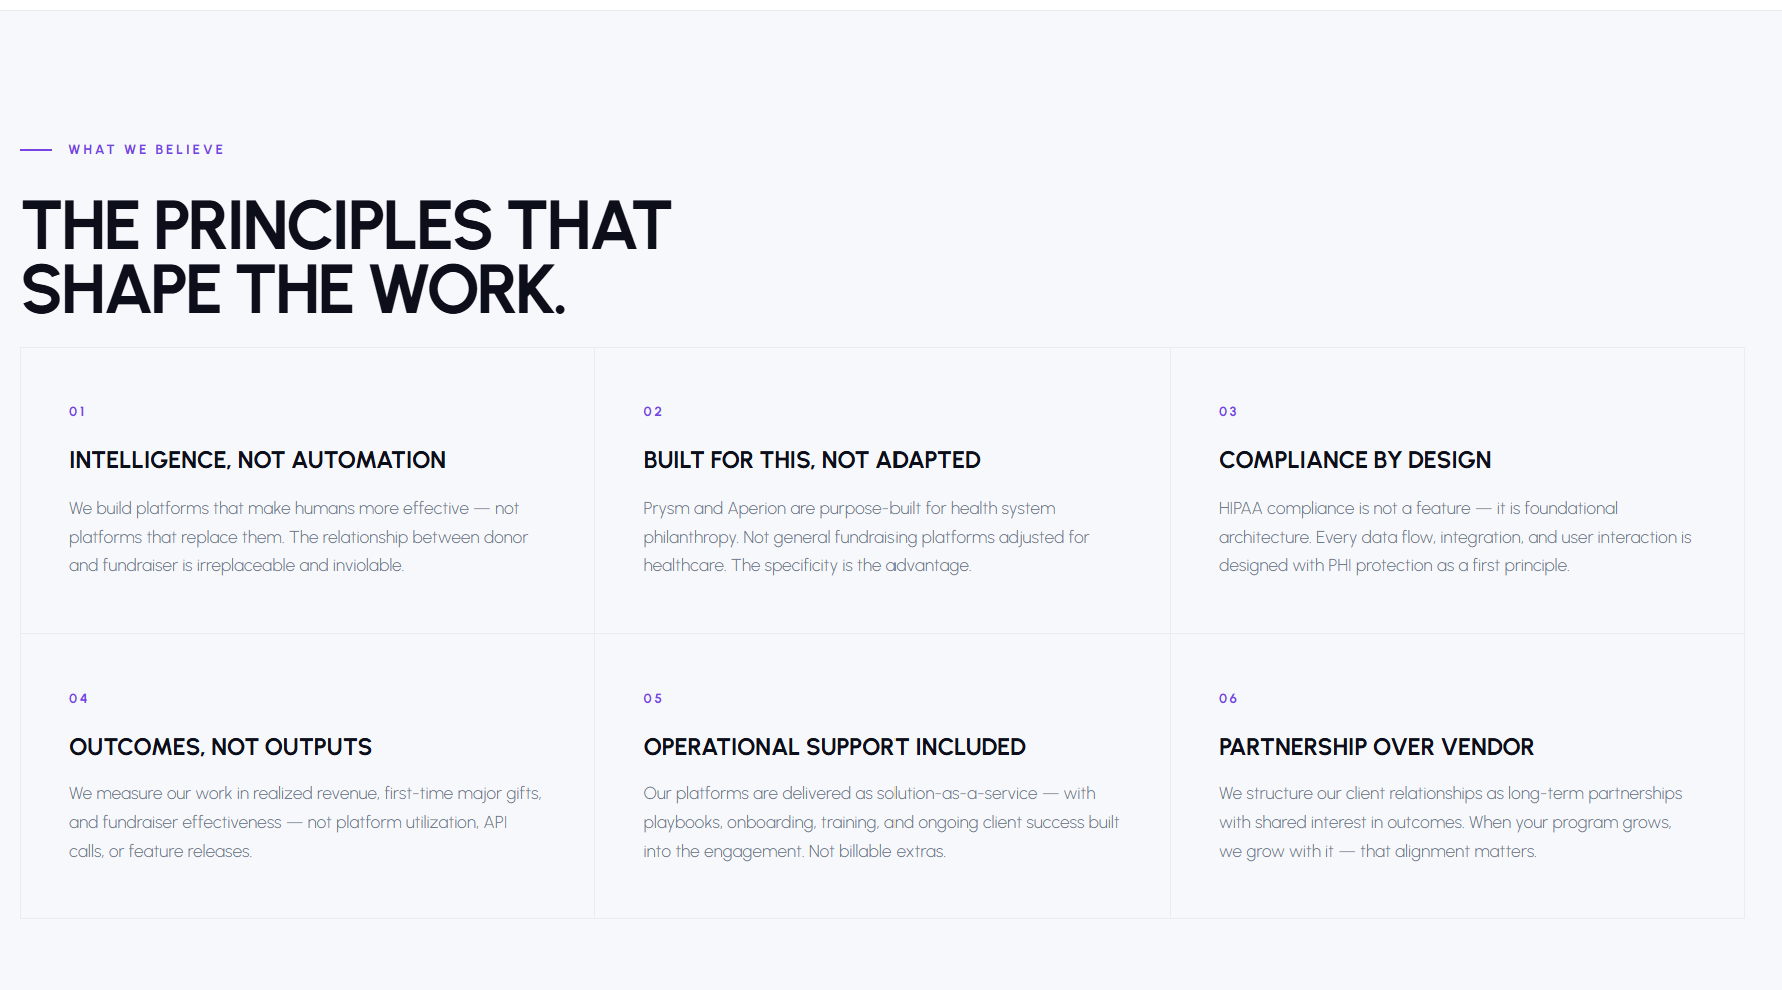 WHAT WE BELIEVE
THE PRINCIPLES THAT
SHAPE THE WORK.
01
INTELLIGENCE, NOT AUTOMATION
We build platforms that make humans more effective — not
platforms that replace them. The relationship between donor
and fundraiser is irreplaceable and inviolable.
02
BUILT FOR THIS, NOT ADAPTED
Prysm and Aperion are purpose-built for health system
philanthropy. Not general fundraising platforms adjusted for
healthcare. The specificity is the advantage.
03
COMPLIANCE BY DESIGN
HIPAA compliance is not a feature — it is foundational
architecture. Every data flow, integration, and user interaction is
designed with PHI protection as a first principle.
04
OUTCOMES, NOT OUTPUTS
We measure our work in realized revenue, first-time major gifts,
and fundraiser effectiveness — not platform utilization, API
calls, or feature releases.
05
OPERATIONAL SUPPORT INCLUDED
Our platforms are delivered as solution-as-a-service — with
playbooks, onboarding, training, and ongoing client success built
into the engagement. Not billable extras.
06
PARTNERSHIP OVER VENDOR
We structure our client relationships as long-term partnerships
with shared interest in outcomes. When your program grows,
we grow with it — that alignment matters.